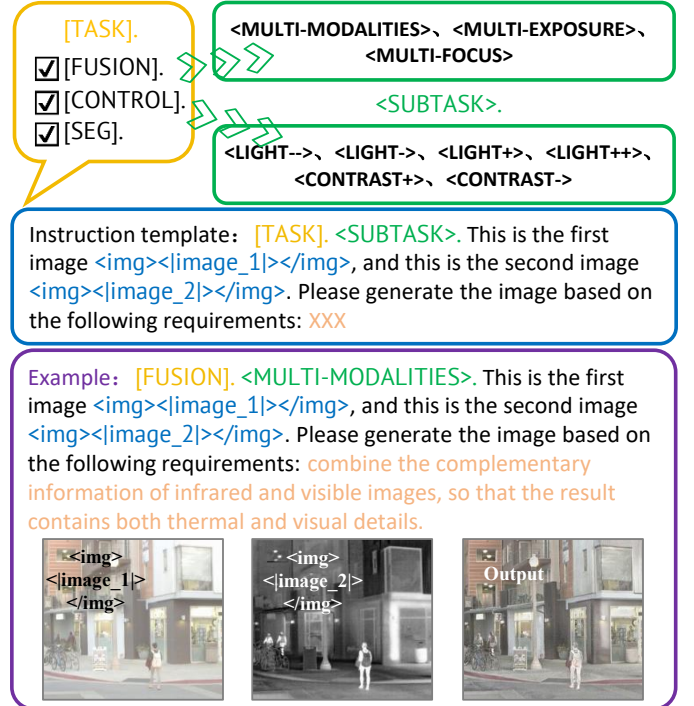 [TASK].
☑[FUSION].
☑[CONTROL].
☑[SEG].
<MULTI-MODALITIES>、<MULTI-EXPOSURE>、
<MULTI-FOCUS>
<SUBTASK>.
<LIGHT-->、<LIGHT->、<LIGHT+>、<LIGHT++>、
<CONTRAST+>、<CONTRAST->
Instruction template：[TASK]. <SUBTASK>. This is the first
image <img><|image_1|></img>, and this is the second image
<img><|image_2|></img>. Please generate the image based on
the following requirements: XXX
Example：[FUSION]. <MULTI-MODALITIES>. This is the first
image <img><|image_1|></img>, and this is the second image
<img><|image_2|></img>. Please generate the image based on
the following requirements: combine the complementary
information of infrared and visible images, so that the result
contains both thermal and visual details.
<img>
<|image_1|>
</img>
<img>
<|image_2|>
</img>
Output